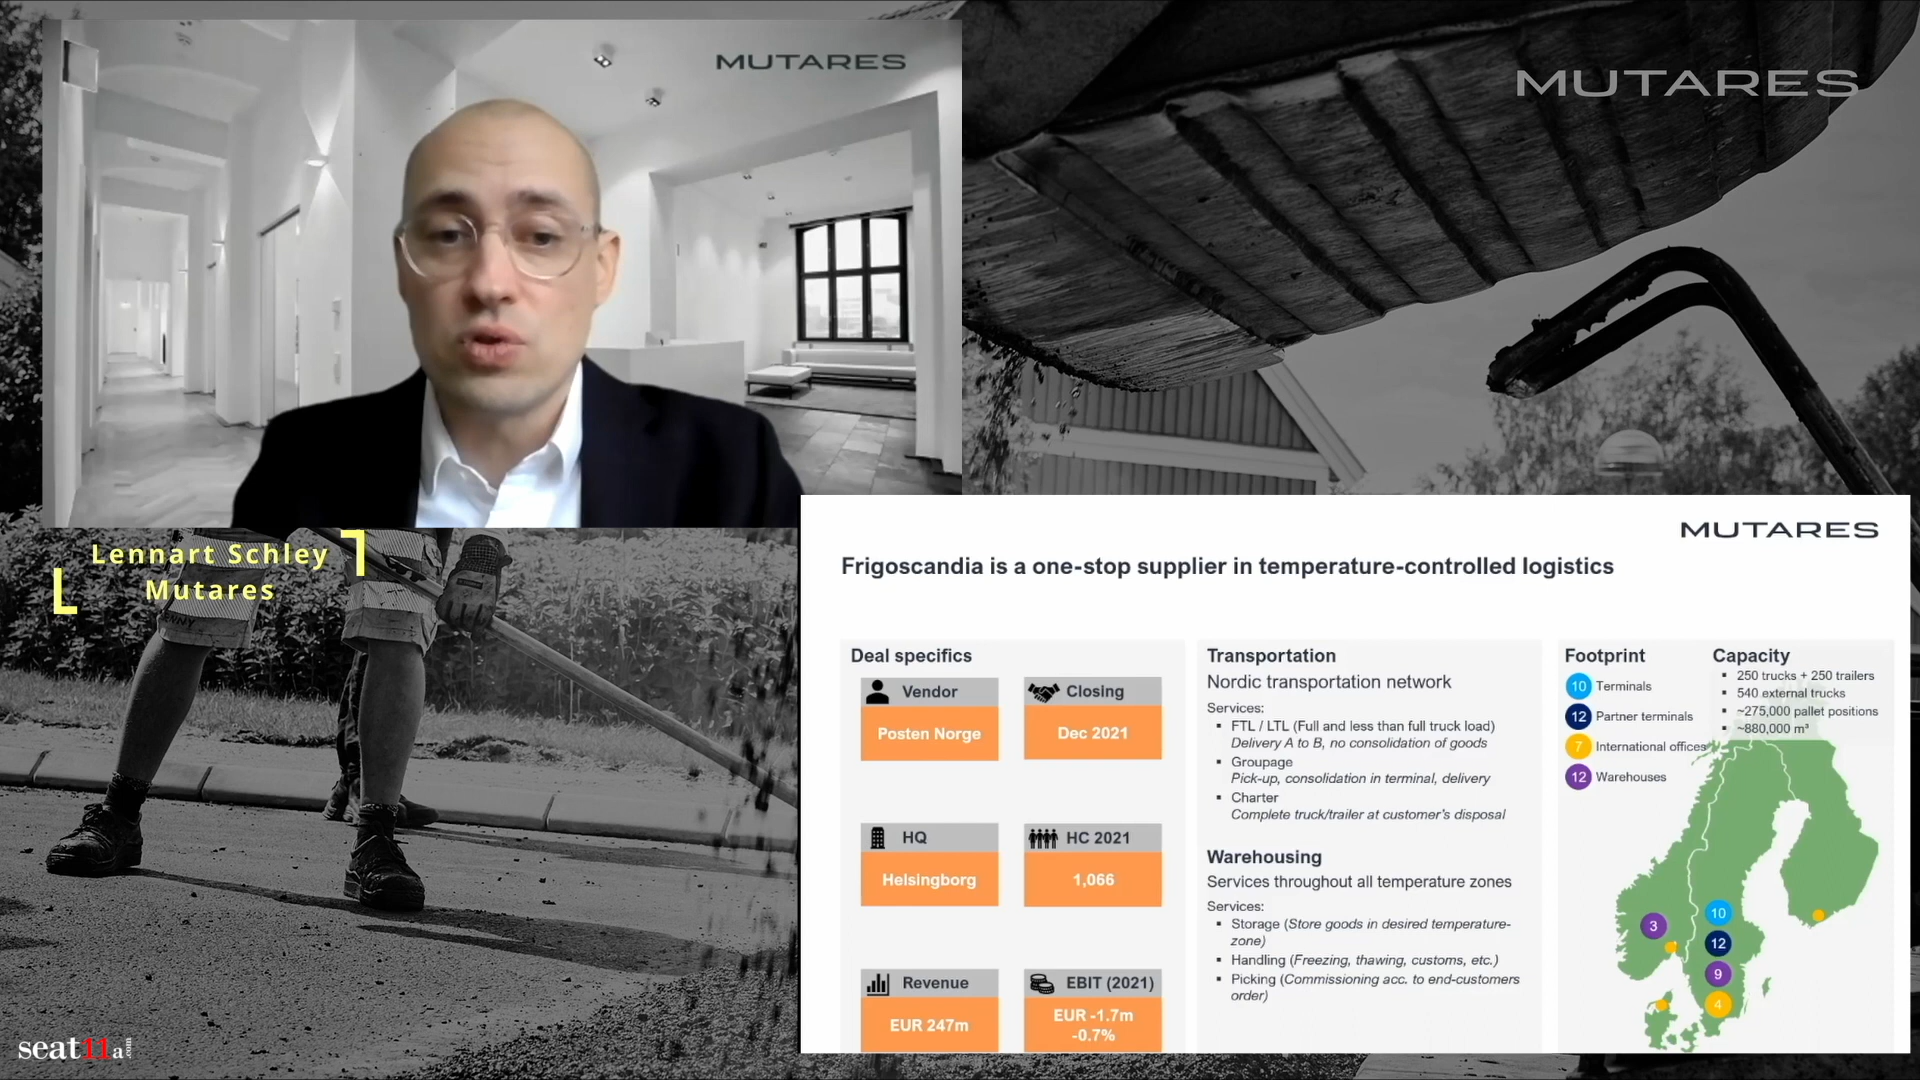 MUTARES
MUTARES
Lennart Schley
Mutares
MUTARES
Frigoscandia is a one-stop supplier in temperature-controlled logistics
Deal specifics
Vendor
Posten Norge
Closing
Dec 2021
HQ
Helsingborg
HC 2021
1,066
Revenue
EUR 247m
EBIT (2021)
EUR -1.7m
-0.7%
Transportation
Nordic transportation network
Services:
▪ FTL / LTL (Full and less than full truck load)
Delivery A to B, no consolidation of goods
▪ Groupage
Pick-up, consolidation in terminal, delivery
▪ Charter
Complete truck/trailer at customer's disposal
Warehousing
Services throughout all temperature zones
Services:
▪ Storage (Store goods in desired temperature-
zone)
▪ Handling (Freezing, thawing, customs, etc.)
▪ Picking (Commissioning acc. to end-customers
order)
Footprint
10 Terminals
12 Partner terminals
7 International offices
12 Warehouses
Capacity
▪ 250 trucks + 250 trailers
▪ 540 external trucks
▪ ~275,000 pallet positions
▪ ~880,000 m³
3
10
12
9
4
seat11a.com